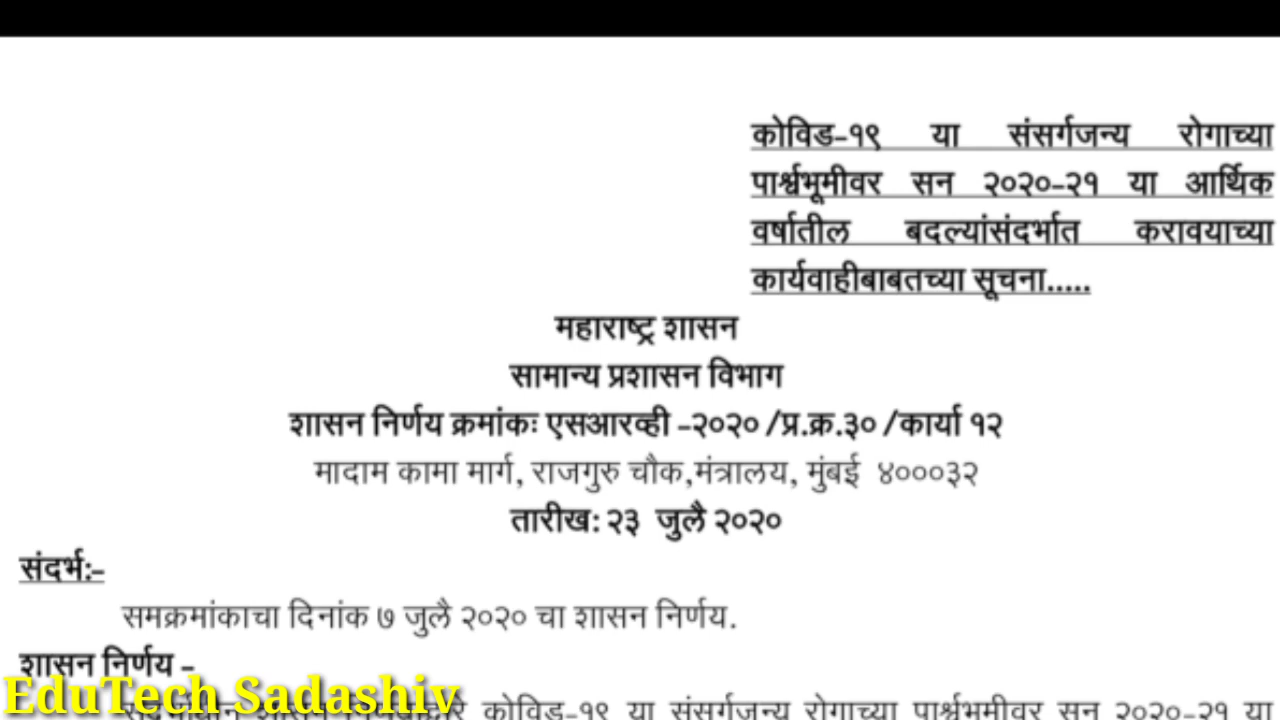 कोविड-१९ या संसर्गजन्य रोगाच्या
पार्श्वभूमीवर सन २०२०-२१ या आर्थिक
वर्षातील बदल्यांसंदर्भात करावयाच्या
कार्यवाहीबाबतच्या सूचना.....
महाराष्ट्र शासन
सामान्य प्रशासन विभाग
शासन निर्णय क्रमांकः एसआरव्ही -२०२० /प्र.क्र.३० /कार्या १२
मादाम कामा मार्ग, राजगुरु चौक,मंत्रालय, मुंबई ४०००३२
तारीख: २३ जुलै २०२०
संदर्भ:-
समक्रमांकाचा दिनांक ७ जुलै २०२० चा शासन निर्णय.
शासन निर्णय -
EduTech Sadashiv
कोविड-१९ या संसर्गजन्य रोगाच्या पार्श्वभूमीवर सन २०२०-२१ या